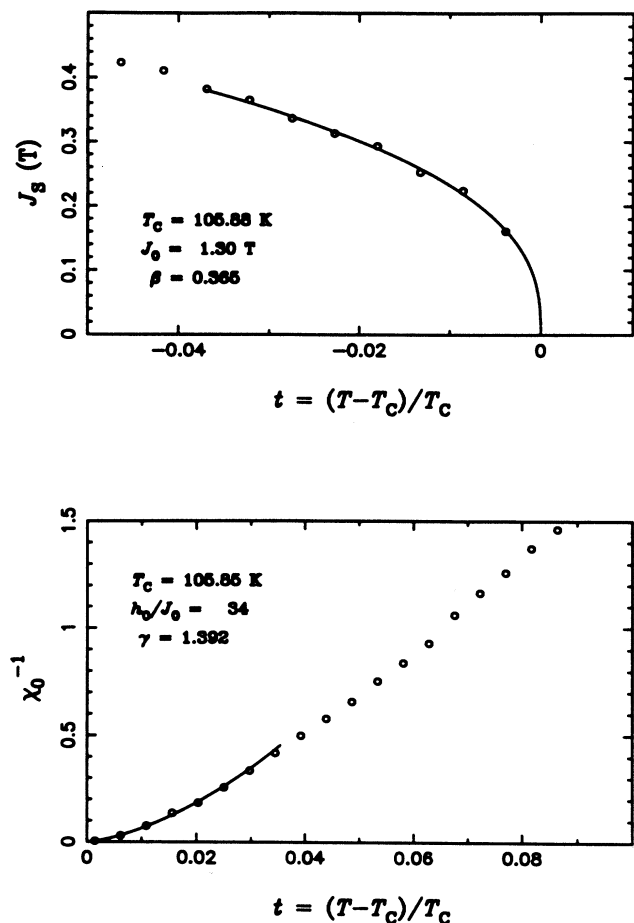 0.4
0.3
0.2
0.1
0
J_S (T)
T_C = 105.88 K
J_0 = 1.30 T
β = 0.365
−0.04
−0.02
0
t = (T−T_C)/T_C
1.5
1
0.5
0
χ_0^{-1}
T_C = 105.85 K
h_0/J_0 = 34
γ = 1.392
0
0.02
0.04
0.06
0.08
t = (T−T_C)/T_C